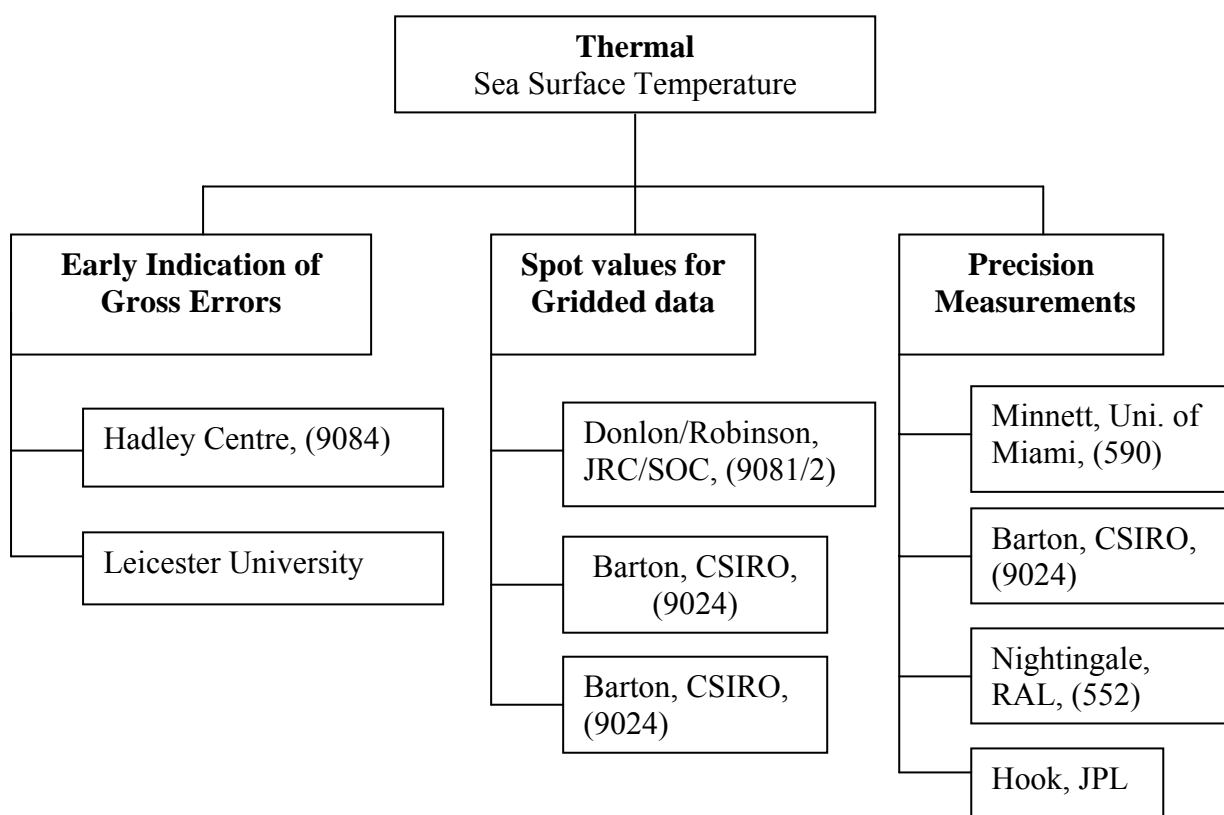 Thermal
Sea Surface Temperature
Early Indication of
Gross Errors
Hadley Centre, (9084)
Leicester University
Spot values for
Gridded data
Donlon/Robinson,
JRC/SOC, (9081/2)
Barton, CSIRO,
(9024)
Barton, CSIRO,
(9024)
Precision
Measurements
Minnett, Uni. of
Miami, (590)
Barton, CSIRO,
(9024)
Nightingale,
RAL, (552)
Hook, JPL